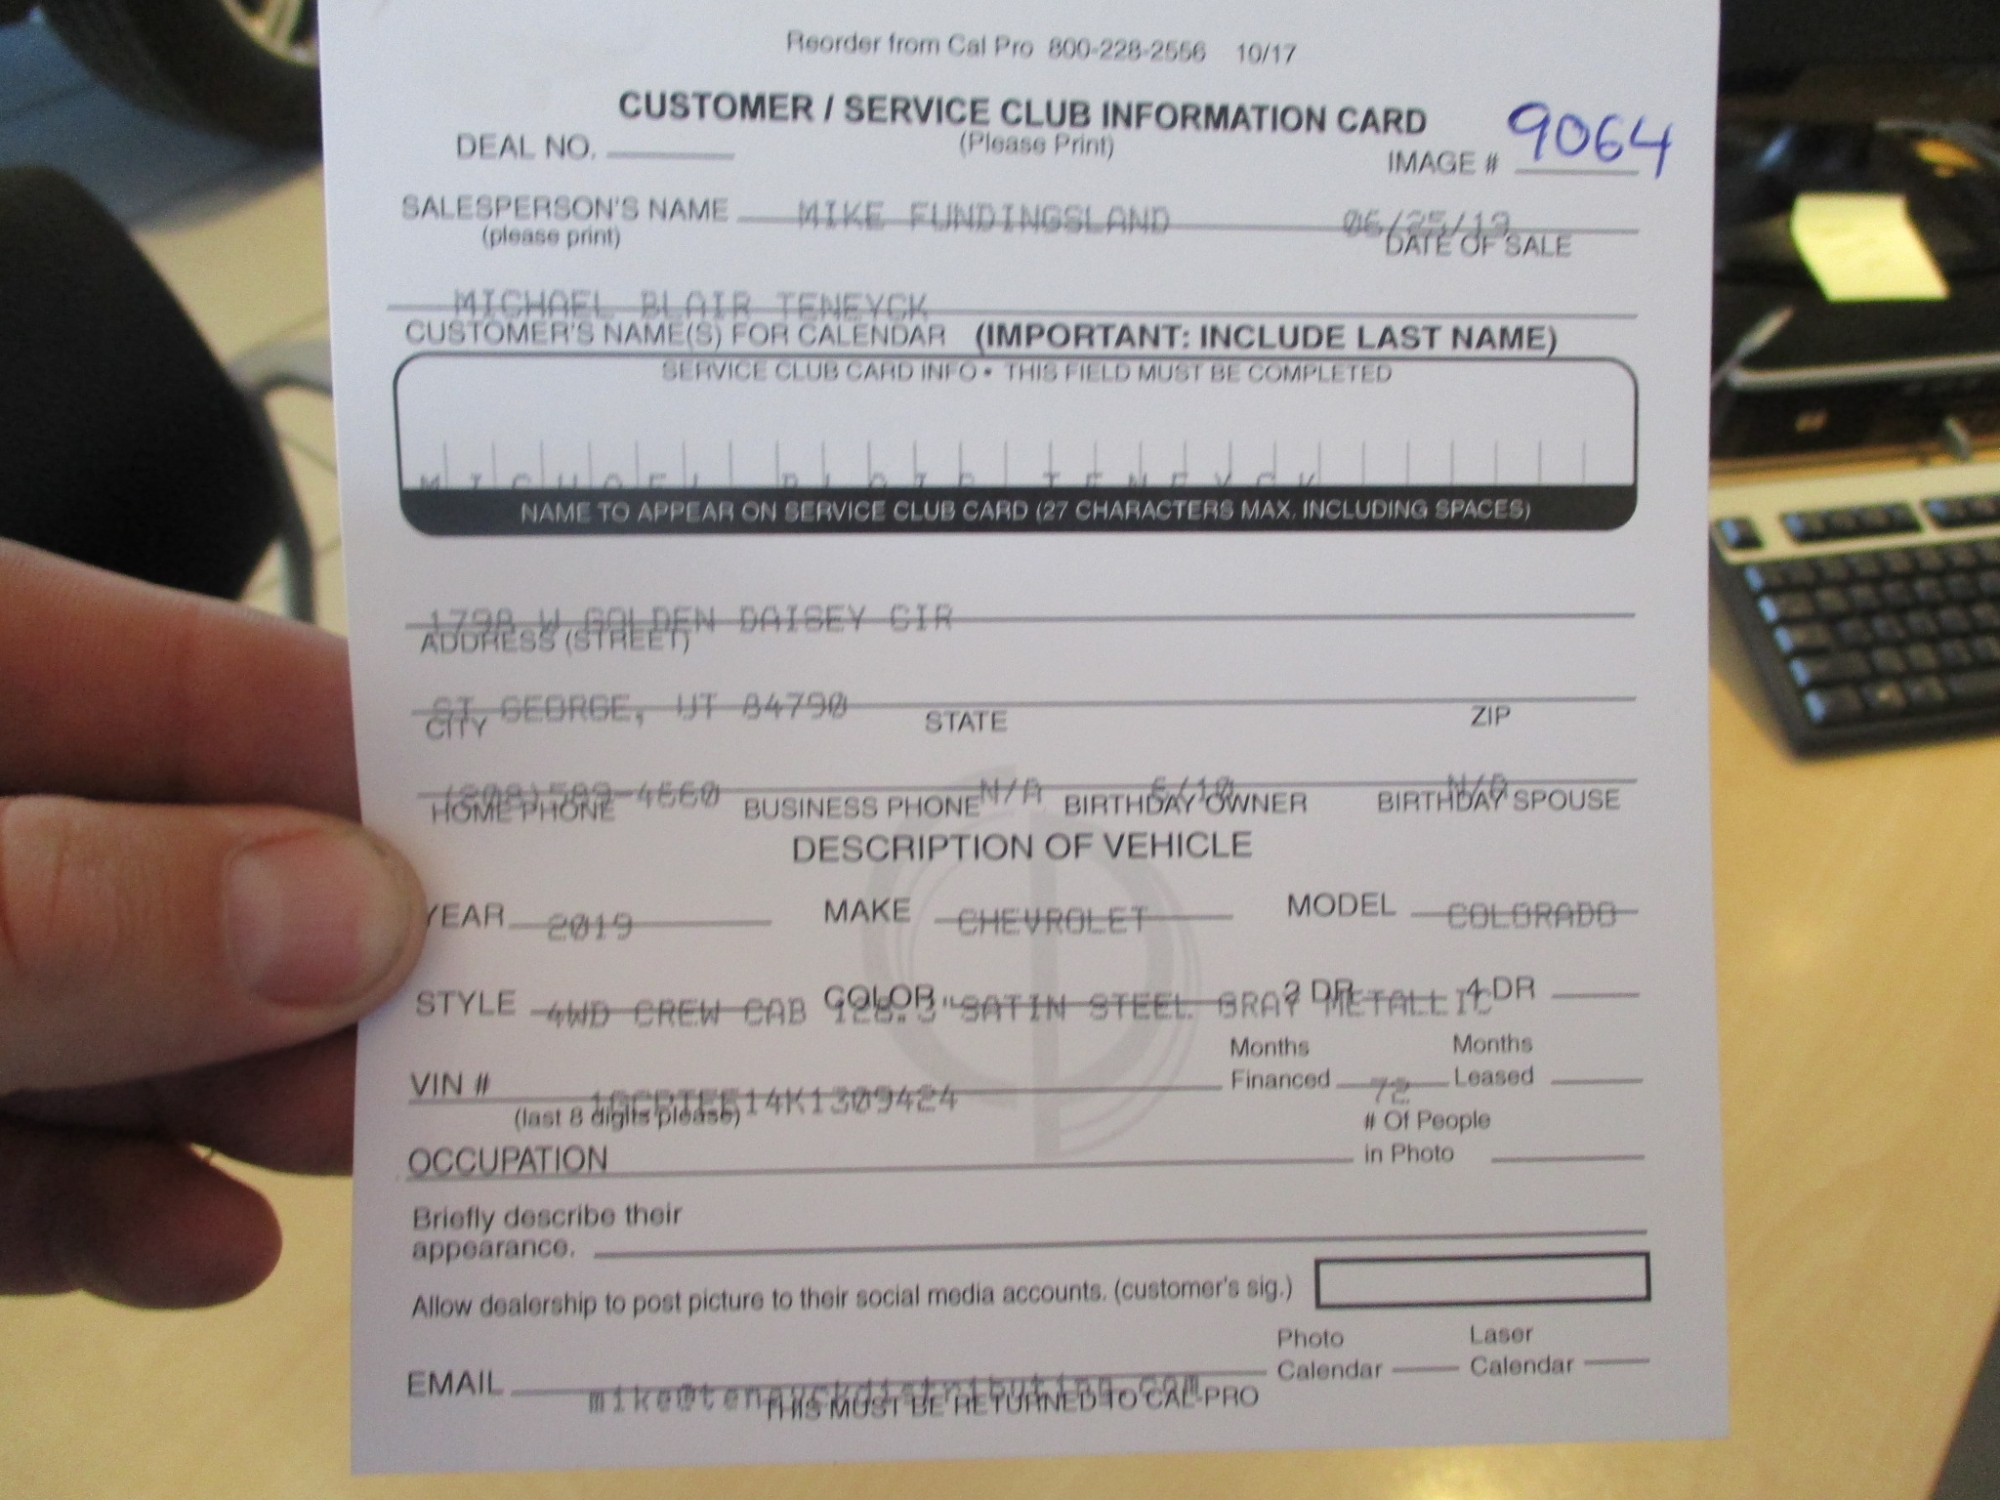 Reorder from Cal Pro 800-228-2556 10/17
CUSTOMER / SERVICE CLUB INFORMATION CARD
DEAL NO. (Please Print) IMAGE # 9064
SALESPERSON'S NAME MIKE FUNDINGSLAND 06/25/19
(please print) DATE OF SALE
MICHAEL BLAIR TENEYCK
CUSTOMER'S NAME(S) FOR CALENDAR (IMPORTANT: INCLUDE LAST NAME)
SERVICE CLUB CARD INFO • THIS FIELD MUST BE COMPLETED
MICHAEL BLAIR TENEYCK
NAME TO APPEAR ON SERVICE CLUB CARD (27 CHARACTERS MAX. INCLUDING SPACES)
W GOLDEN DAISEY CIR
ADDRESS (STREET)
ST GEORGE, UT 84790
CITY STATE ZIP
N/A N/A
HOME PHONE BUSINESS PHONE BIRTHDAY OWNER BIRTHDAY SPOUSE
DESCRIPTION OF VEHICLE
YEAR 2019 MAKE CHEVROLET MODEL COLORADO
STYLE 4WD CREW CAB 128.3" COLOR SATIN STEEL GRAY METALLIC 2 DR 4 DR
Months Months
VIN # Financed 72 Leased
(last 8 digits please) # Of People
OCCUPATION in Photo
Briefly describe their
appearance.
Allow dealership to post picture to their social media accounts. (customer's sig.)
Photo Laser
EMAIL Calendar Calendar
THIS MUST BE RETURNED TO CAL-PRO